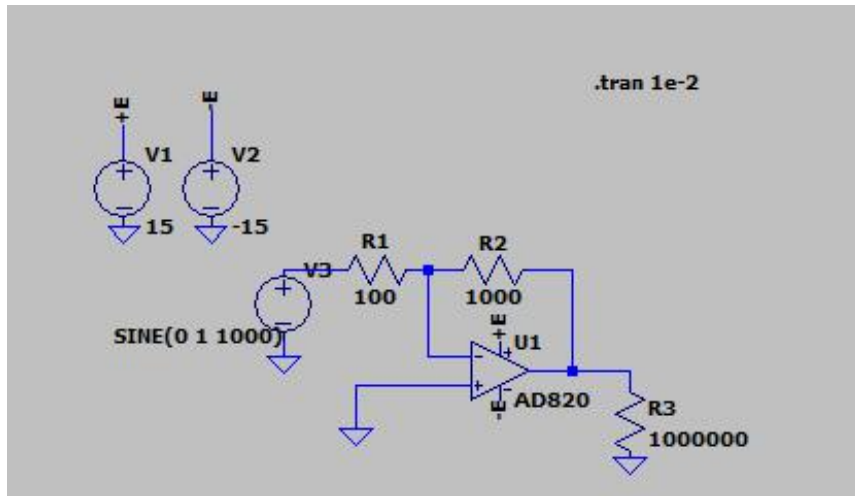 .tran 1e-2
+E
-E
V1
V2
15
-15
R1
R2
V3
100
1000
SINE(0 1 1000)
+E
U1
-E
AD820
R3
1000000